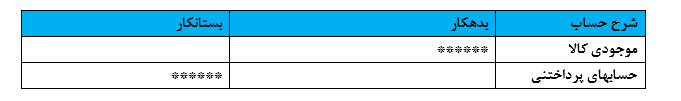 شرح حساب بدهکار بستانکار
موجودی کالا ******
حسابهای پرداختنی ******